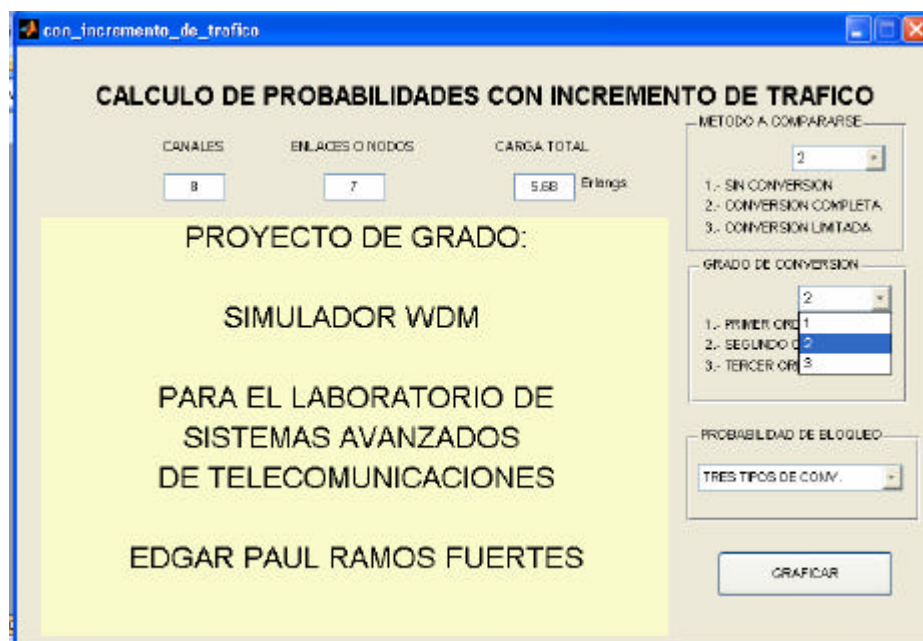 con_incremento_de_trafico
CALCULO DE PROBABILIDADES CON INCREMENTO DE TRAFICO
CANALES
ENLACES O NODOS
CARGA TOTAL
8
7
5.68
Erlangs
METODO A COMPARARSE
2
1.- SIN CONVERSION
2.- CONVERSION COMPLETA
3.- CONVERSION LIMITADA
GRADO DE CONVERSION
2
1.- PRIMER ORD
2.- SEGUNDO O
3.- TERCER ORD
1
2
3
PROBABILIDAD DE BLOQUEO
TRES TIPOS DE CONV.
GRAFICAR
PROYECTO DE GRADO:
SIMULADOR WDM
PARA EL LABORATORIO DE
SISTEMAS AVANZADOS
DE TELECOMUNICACIONES
EDGAR PAUL RAMOS FUERTES